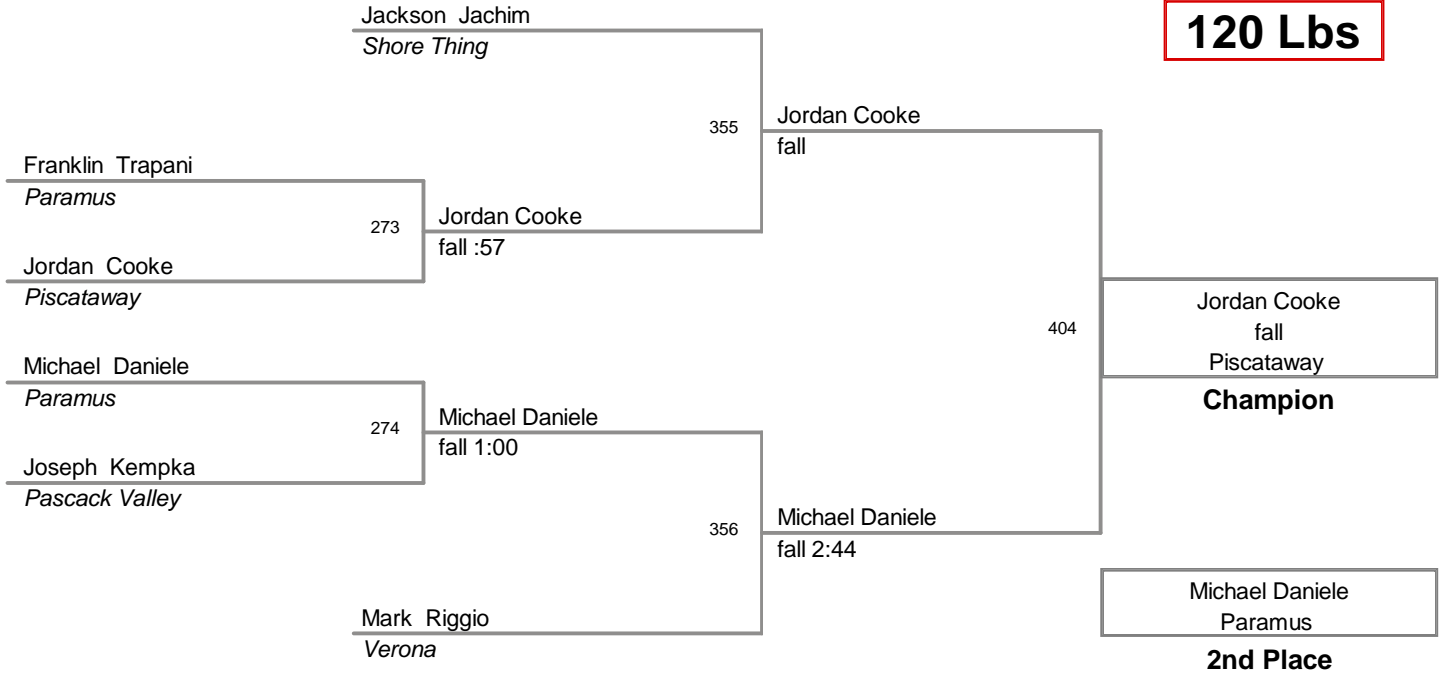 Jackson Jachim
Shore Thing
120 Lbs
355
Jordan Cooke
fall
Franklin Trapani
Paramus
273
Jordan Cooke
fall :57
Jordan Cooke
Piscataway
Jordan Cooke
fall
Piscataway
404
Champion
Michael Daniele
Paramus
274
Michael Daniele
fall 1:00
Joseph Kempka
Pascack Valley
356
Michael Daniele
fall 2:44
Mark Riggio
Verona
Michael Daniele
Paramus
2nd Place